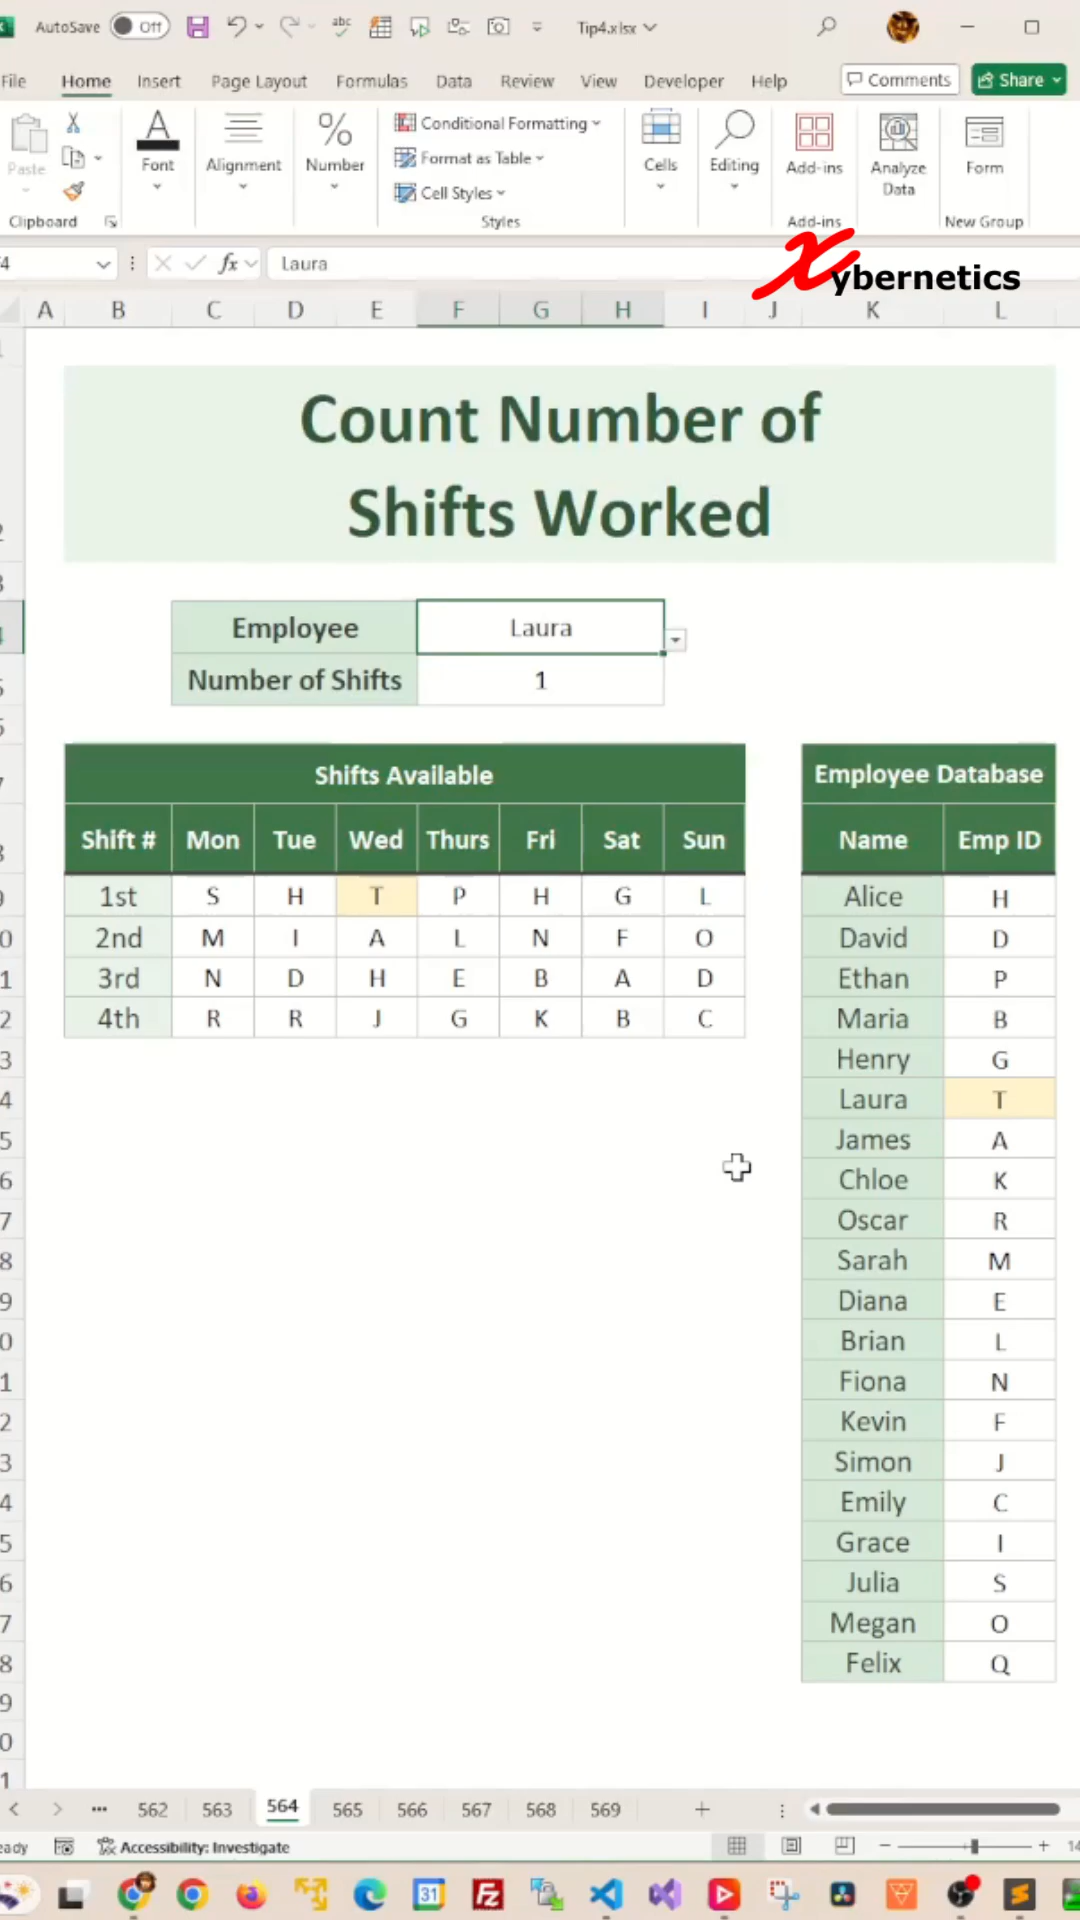 AutoSave Off Tip4.xlsx
File Home Insert Page Layout Formulas Data Review View Developer Help Comments Share
Paste Font Alignment Number Conditional Formatting Format as Table Cell Styles Cells Editing Add-ins Analyze Data Form
Clipboard Styles Add-ins New Group
Laura
Xybernetics
A B C D E F G H I J K L
Count Number of
Shifts Worked
Employee Laura
Number of Shifts 1
Shifts Available
Shift # Mon Tue Wed Thurs Fri Sat Sun
1st S H T P H G L
2nd M I A L N F O
3rd N D H E B A D
4th R R J G K B C
Employee Database
Name Emp ID
Alice H
David D
Ethan P
Maria B
Henry G
Laura T
James A
Chloe K
Oscar R
Sarah M
Diana E
Brian L
Fiona N
Kevin F
Simon J
Emily C
Grace I
Julia S
Megan O
Felix Q
562 563 564 565 566 567 568 569
Accessibility: Investigate
31